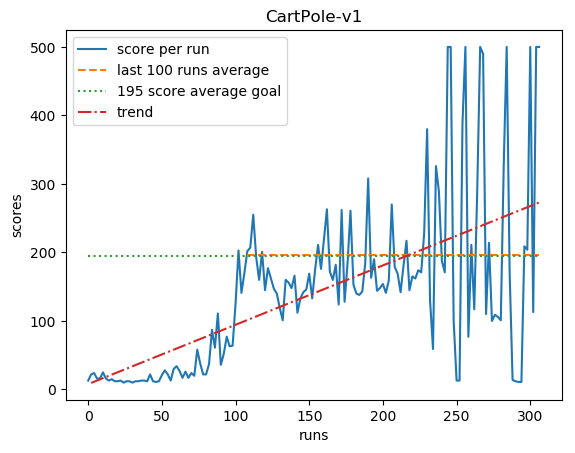 CartPole-v1
score per run
last 100 runs average
195 score average goal
trend
scores
500
400
300
200
100
0
0 50 100 150 200 250 300
runs